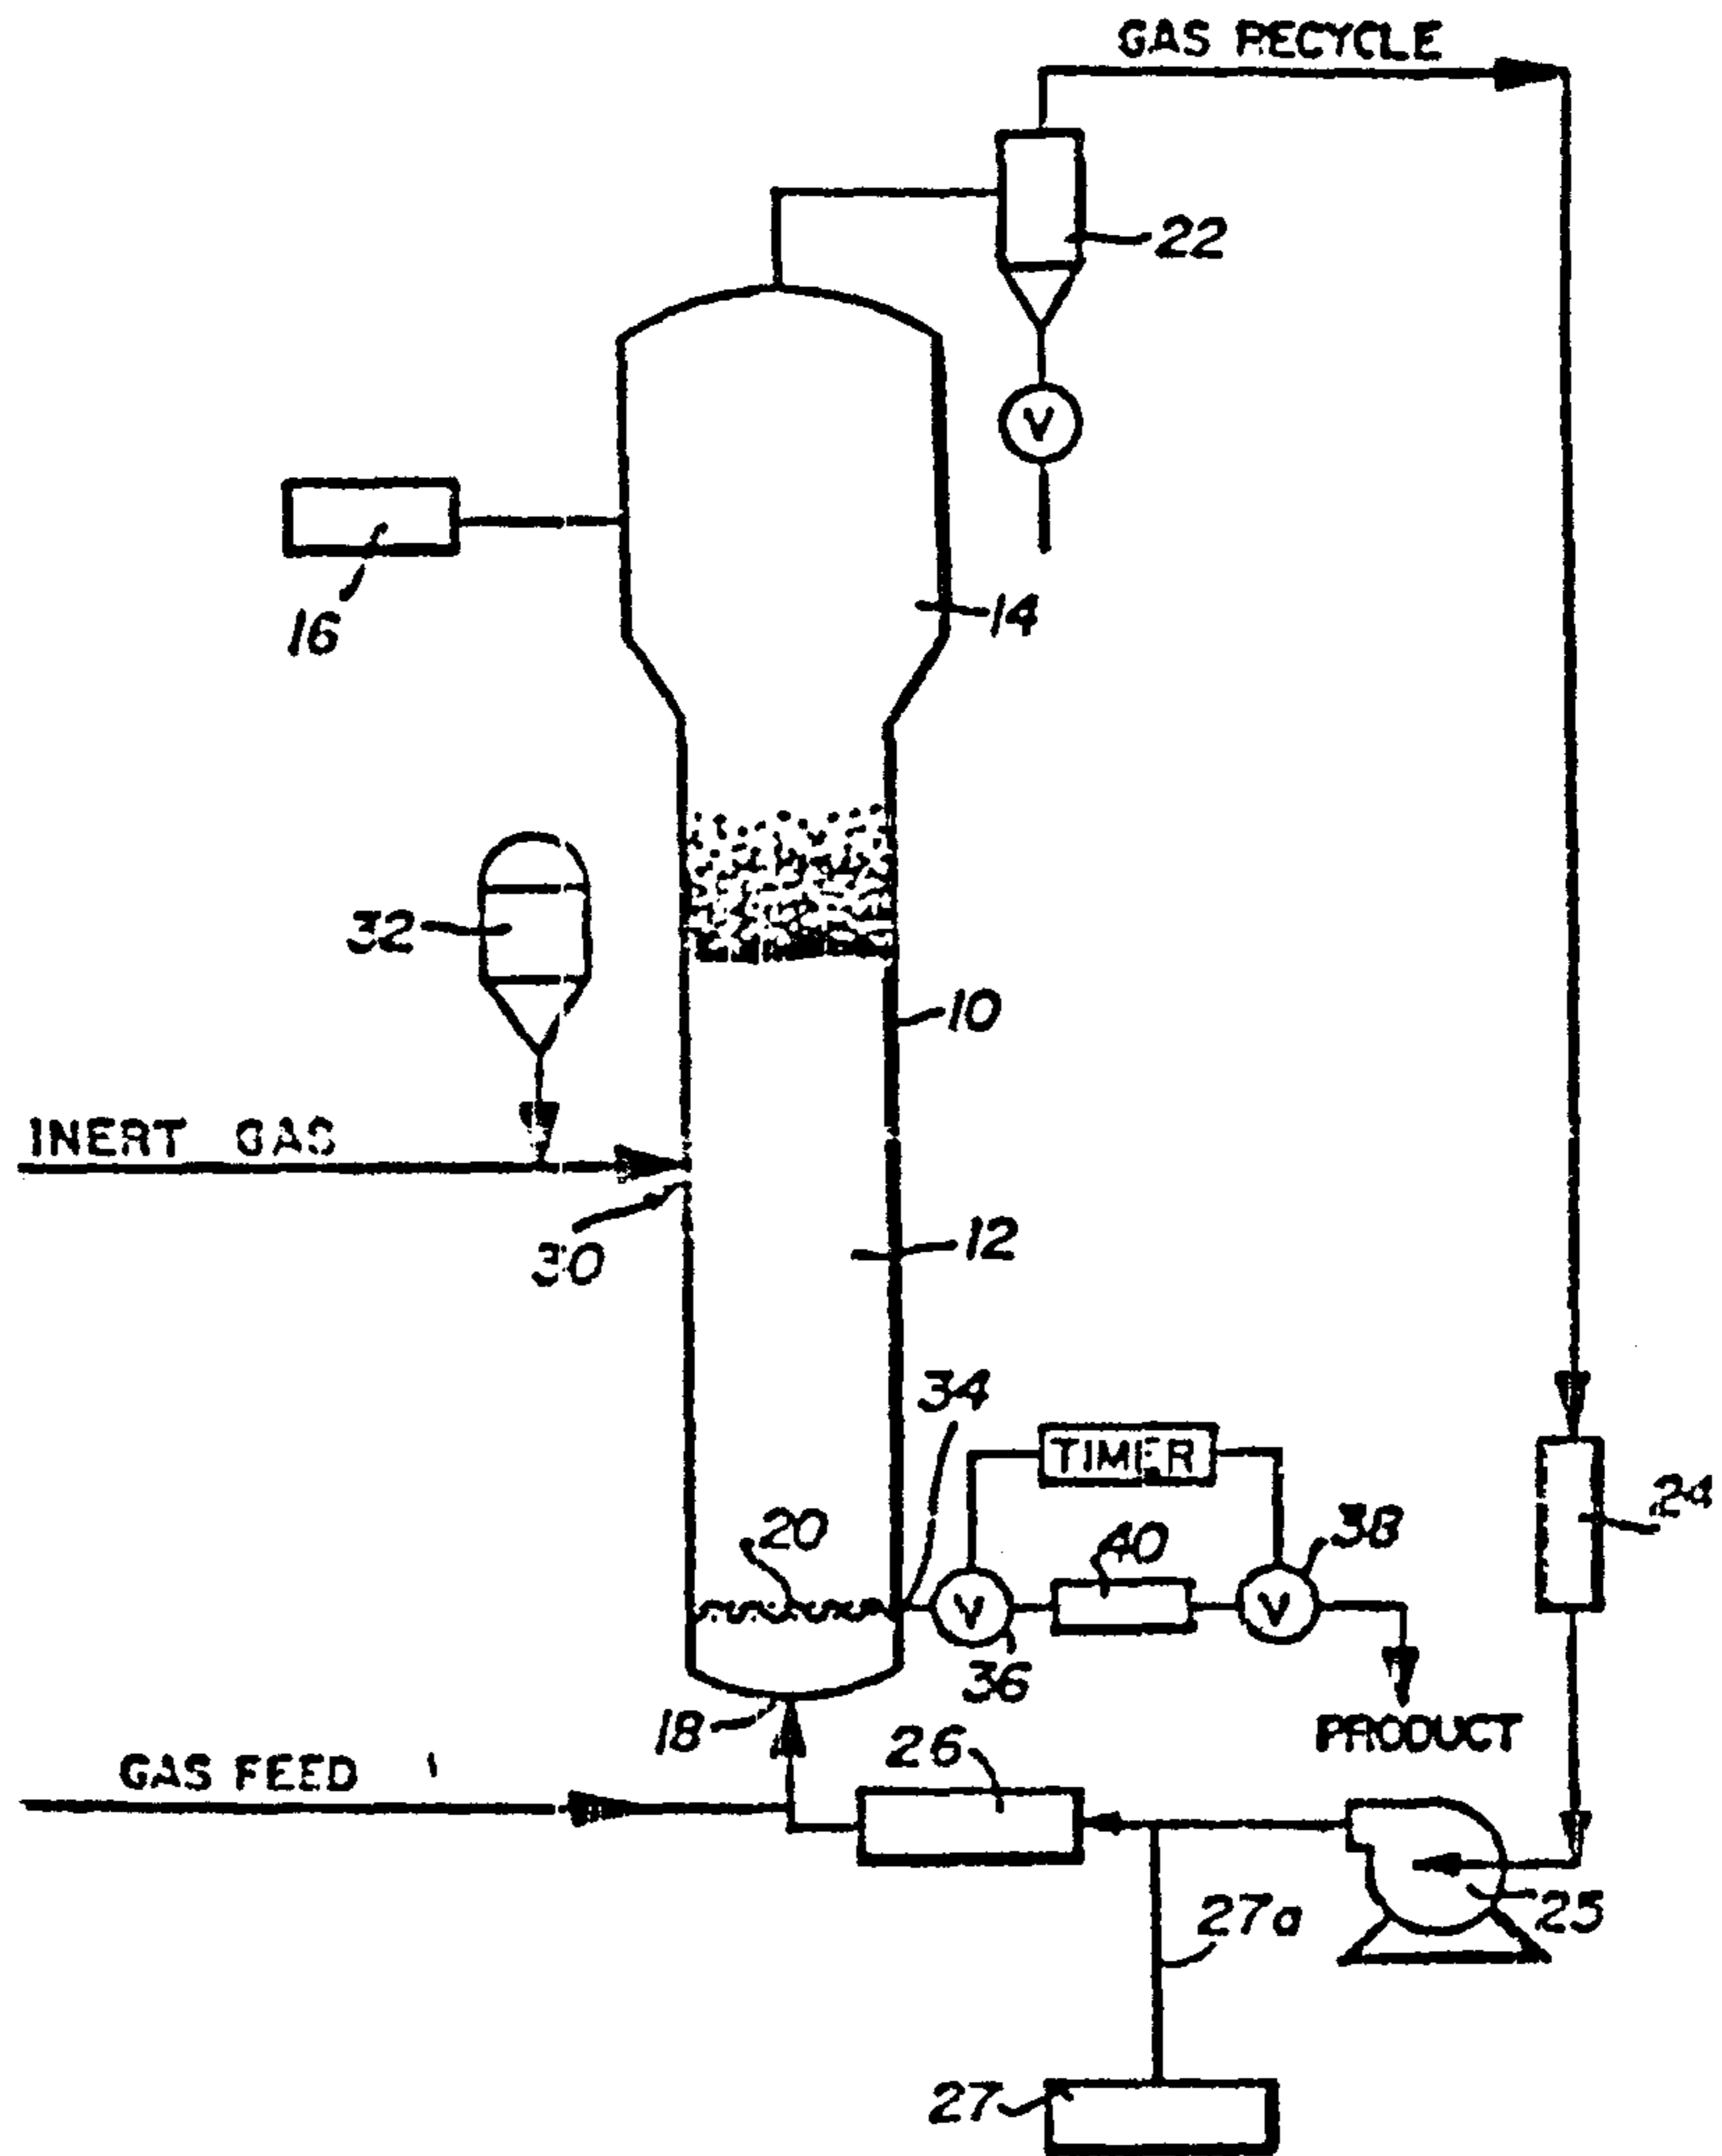 GAS RECYCLE
22
16
14
32
10
INERT GAS
30
12
34
TIMER
24
20
40
38
V
V
V
36
18
PRODUCT
26
GAS FEED
25
27a
27